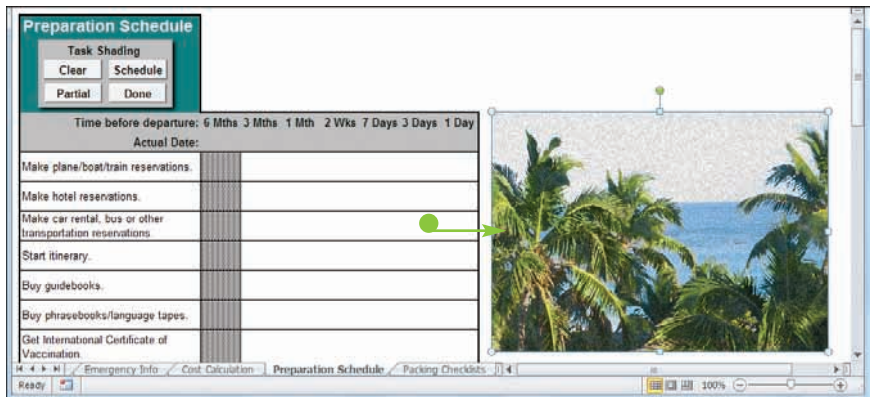 Preparation Schedule
Task Shading
Clear Schedule
Partial Done
Time before departure: 6 Mths 3 Mths 1 Mth 2 Wks 7 Days 3 Days 1 Day
Actual Date:
Make plane/boat/train reservations.
Make hotel reservations.
Make car rental, bus or other
transportation reservations
Start itinerary.
Buy guidebooks.
Buy phrasebooks/language tapes.
Get International Certificate of
Vaccination.
Emergency Info Cost Calculation Preparation Schedule Packing Checklists
Ready 100%